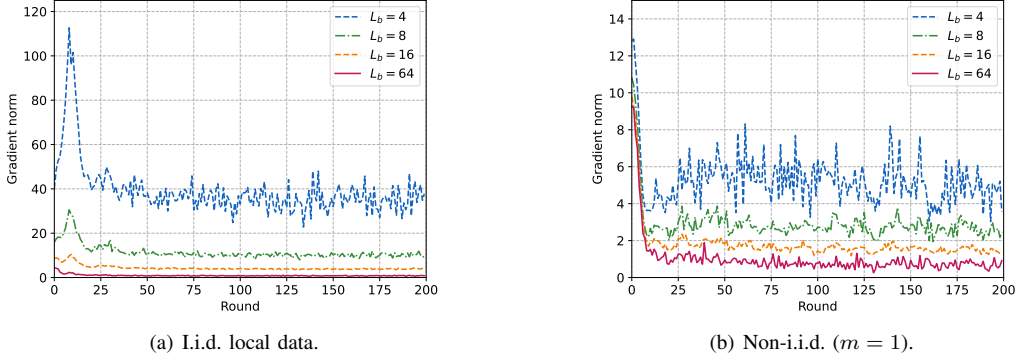 120
100
80
60
40
20
0
Gradient norm
0 25 50 75 100 125 150 175 200
Round
L_b = 4
L_b = 8
L_b = 16
L_b = 64
(a) I.i.d. local data.
14
12
10
8
6
4
2
0
Gradient norm
0 25 50 75 100 125 150 175 200
Round
L_b = 4
L_b = 8
L_b = 16
L_b = 64
(b) Non-i.i.d. (m = 1).